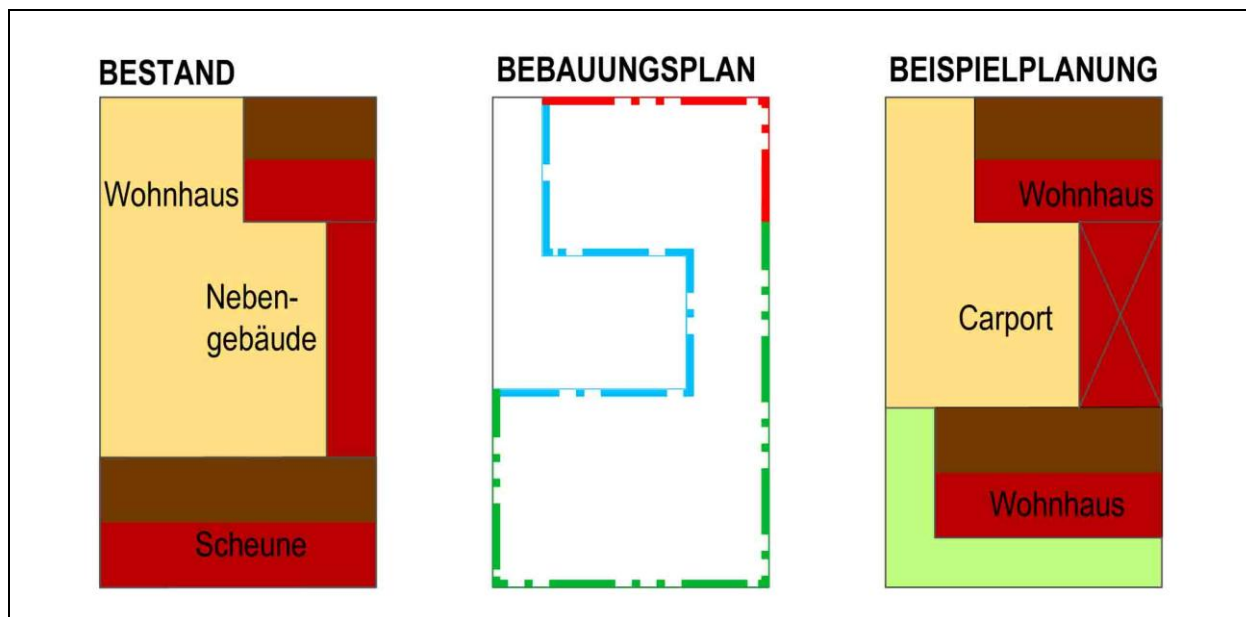 BESTAND
Wohnhaus
Neben-
gebäude
Scheune
BEBAUUNGSPLAN
BEISPIELPLANUNG
Wohnhaus
Carport
Wohnhaus